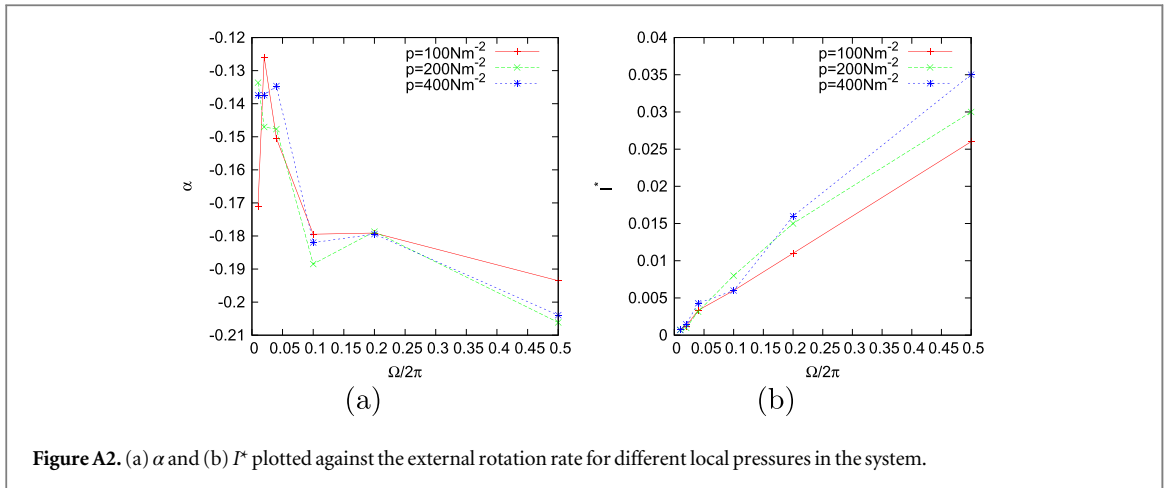 -0.12
-0.13
-0.14
-0.15
-0.16
-0.17
-0.18
-0.19
-0.2
-0.21
α
p=100Nm⁻²
p=200Nm⁻²
p=400Nm⁻²
0 0.05 0.1 0.15 0.2 0.25 0.3 0.35 0.4 0.45 0.5
Ω/2π
(a)
0.04
0.035
0.03
0.025
0.02
0.015
0.01
0.005
0
I*
p=100Nm⁻²
p=200Nm⁻²
p=400Nm⁻²
0 0.05 0.1 0.15 0.2 0.25 0.3 0.35 0.4 0.45 0.5
Ω/2π
(b)
Figure A2. (a) α and (b) I* plotted against the external rotation rate for different local pressures in the system.